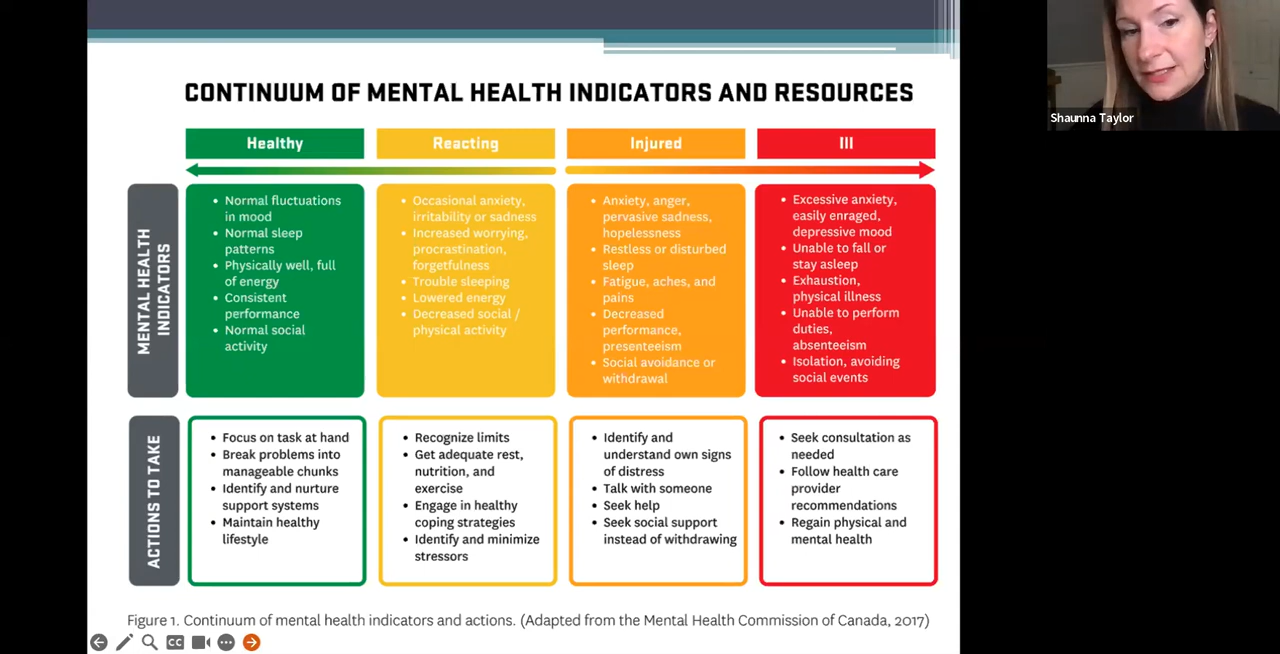 CONTINUUM OF MENTAL HEALTH INDICATORS AND RESOURCES
Shaunna Taylor
Healthy
Reacting
Injured
Ill
MENTAL HEALTH
INDICATORS
• Normal fluctuations
in mood
• Normal sleep
patterns
• Physically well, full
of energy
• Consistent
performance
• Normal social
activity
• Occasional anxiety,
irritability or sadness
• Increased worrying,
procrastination,
forgetfulness
• Trouble sleeping
• Lowered energy
• Decreased social /
physical activity
• Anxiety, anger,
pervasive sadness,
hopelessness
• Restless or disturbed
sleep
• Fatigue, aches, and
pains
• Decreased
performance,
presenteeism
• Social avoidance or
withdrawal
• Excessive anxiety,
easily enraged,
depressive mood
• Unable to fall or
stay asleep
• Exhaustion,
physical illness
• Unable to perform
duties,
absenteeism
• Isolation, avoiding
social events
ACTIONS TO TAKE
• Focus on task at hand
• Break problems into
manageable chunks
• Identify and nurture
support systems
• Maintain healthy
lifestyle
• Recognize limits
• Get adequate rest,
nutrition, and
exercise
• Engage in healthy
coping strategies
• Identify and minimize
stressors
• Identify and
understand own signs
of distress
• Talk with someone
• Seek help
• Seek social support
instead of withdrawing
• Seek consultation as
needed
• Follow health care
provider
recommendations
• Regain physical and
mental health
Figure 1. Continuum of mental health indicators and actions. (Adapted from the Mental Health Commission of Canada, 2017)
CC